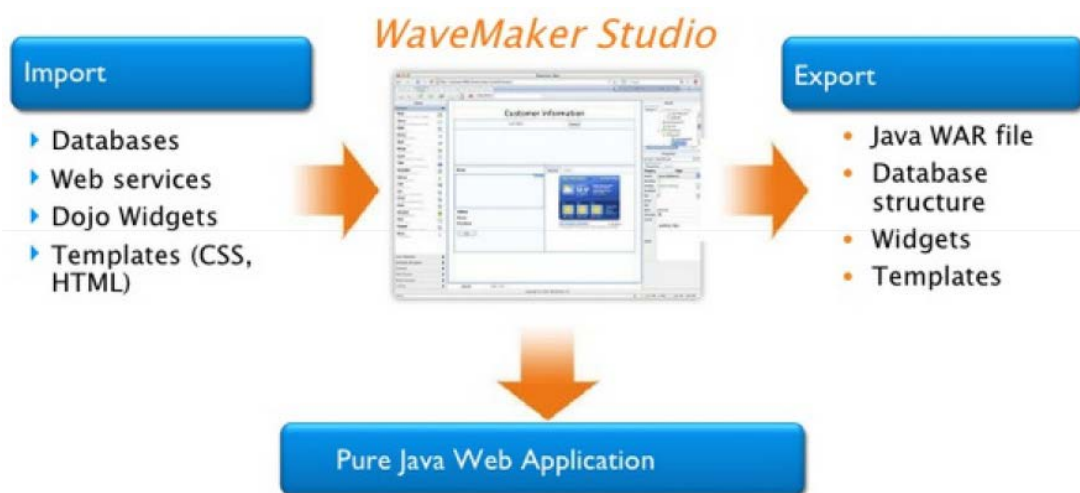 WaveMaker Studio
Import
Databases
Web services
Dojo Widgets
Templates (CSS,
HTML)
Customer information
Export
Java WAR file
Database
structure
Widgets
Templates
Pure Java Web Application